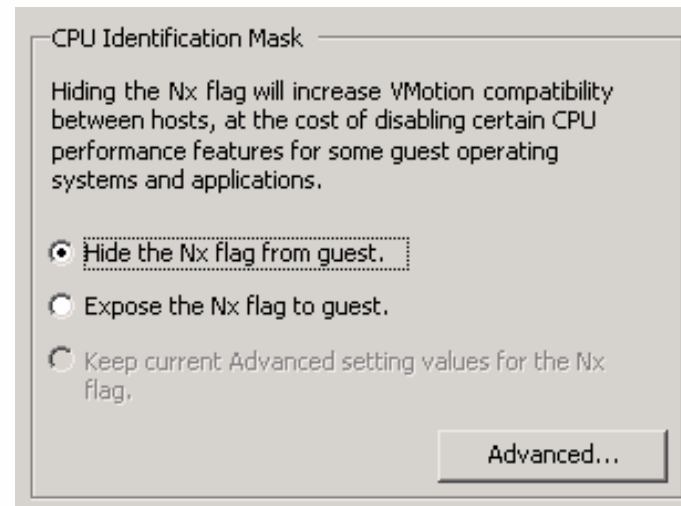 CPU Identification Mask
Hiding the Nx flag will increase VMotion compatibility
between hosts, at the cost of disabling certain CPU
performance features for some guest operating
systems and applications.
Hide the Nx flag from guest.
Expose the Nx flag to guest.
Keep current Advanced setting values for the Nx
flag.
Advanced...